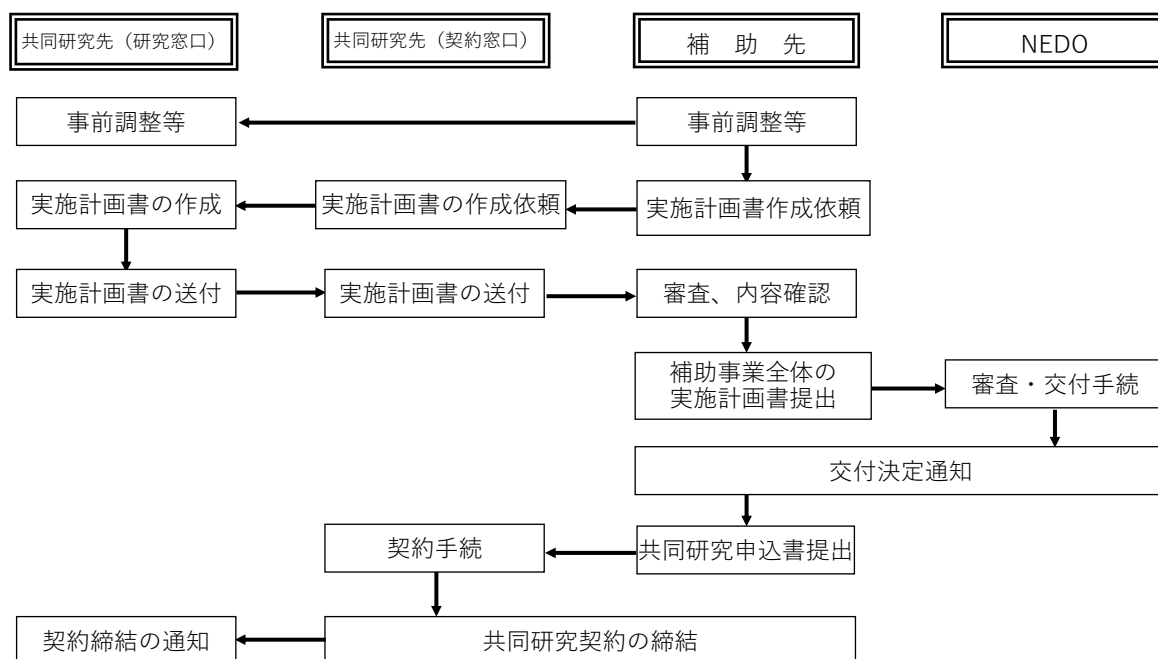 共同研究先（研究窓口）
共同研究先（契約窓口）
補　助　先
NEDO
事前調整等
事前調整等
実施計画書の作成
実施計画書の作成依頼
実施計画書作成依頼
実施計画書の送付
実施計画書の送付
審査、内容確認
補助事業全体の
実施計画書提出
審査・交付手続
交付決定通知
契約手続
共同研究申込書提出
契約締結の通知
共同研究契約の締結